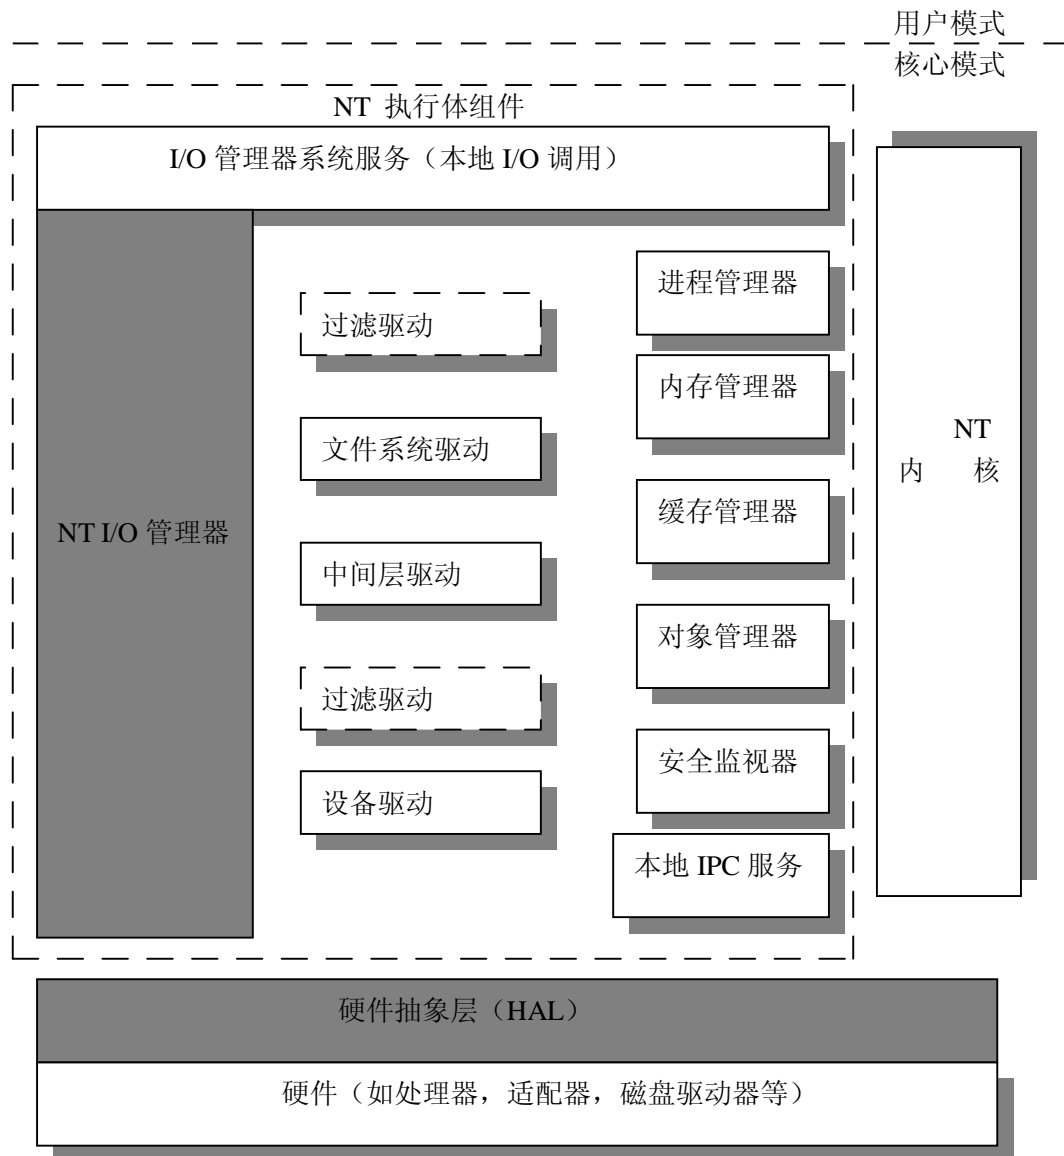 用户模式
核心模式
NT 执行体组件
I/O 管理器系统服务（本地 I/O 调用）
NT I/O 管理器
过滤驱动
文件系统驱动
中间层驱动
过滤驱动
设备驱动
进程管理器
内存管理器
缓存管理器
对象管理器
安全监视器
本地 IPC 服务
NT
内 核
硬件抽象层（HAL）
硬件（如处理器，适配器，磁盘驱动器等）